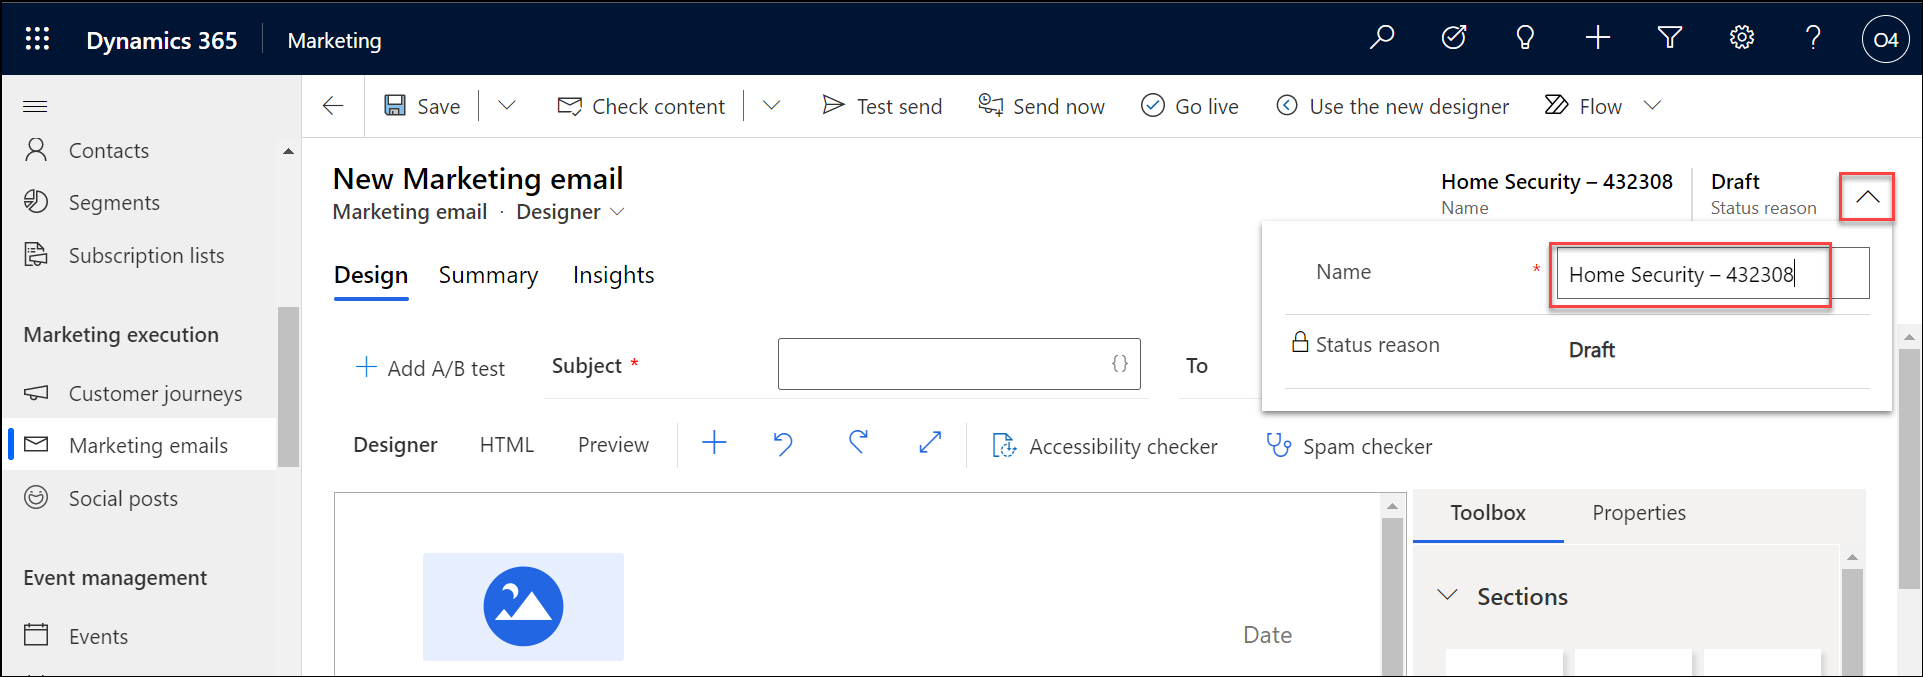 Dynamics 365 Marketing O4
Save Check content Test send Send now Go live Use the new designer Flow
Contacts
Segments
Subscription lists
Marketing execution
Customer journeys
Marketing emails
Social posts
Event management
Events
New Marketing email
Marketing email · Designer
Home Security – 432308
Name
Draft
Status reason
Name * Home Security – 432308
Status reason Draft
Design Summary Insights
Add A/B test Subject * {} To
Designer HTML Preview Accessibility checker Spam checker
Date
Toolbox Properties
Sections